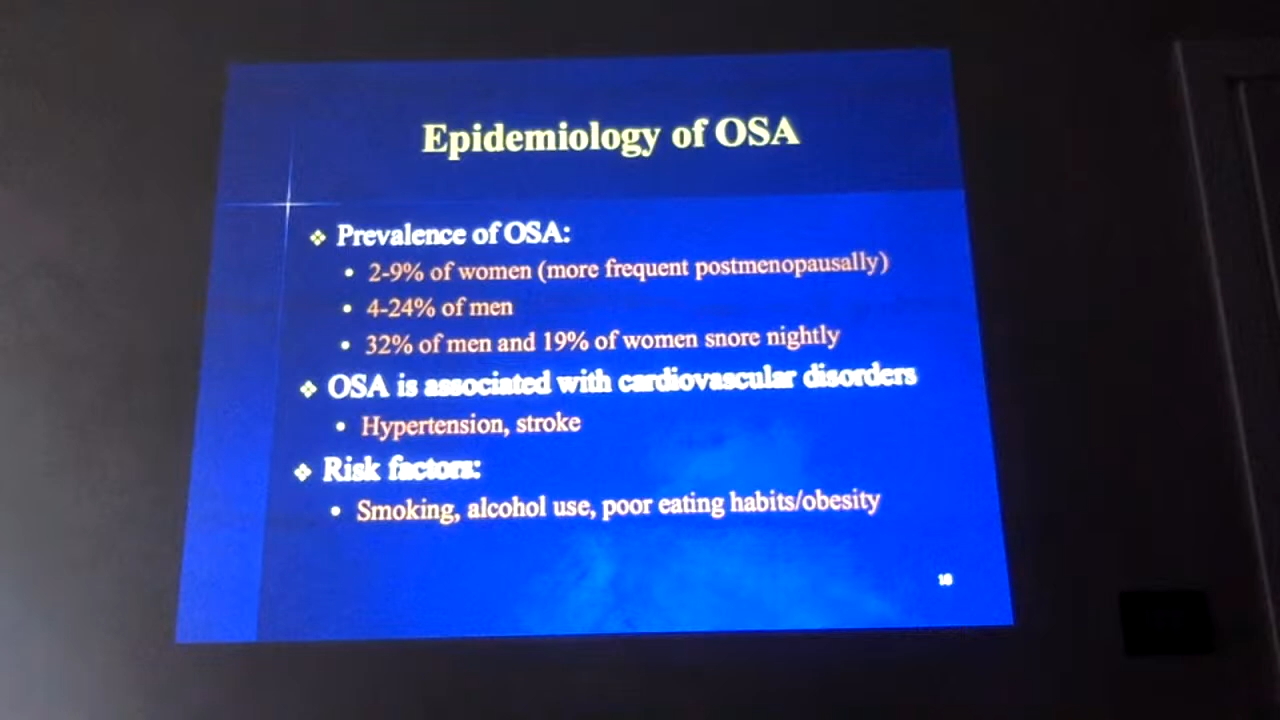 Epidemiology of OSA
Prevalence of OSA:
2-9% of women (more frequent postmenopausally)
4-24% of men
32% of men and 19% of women snore nightly
OSA is associated with cardiovascular disorders
Hypertension, stroke
Risk factors:
Smoking, alcohol use, poor eating habits/obesity